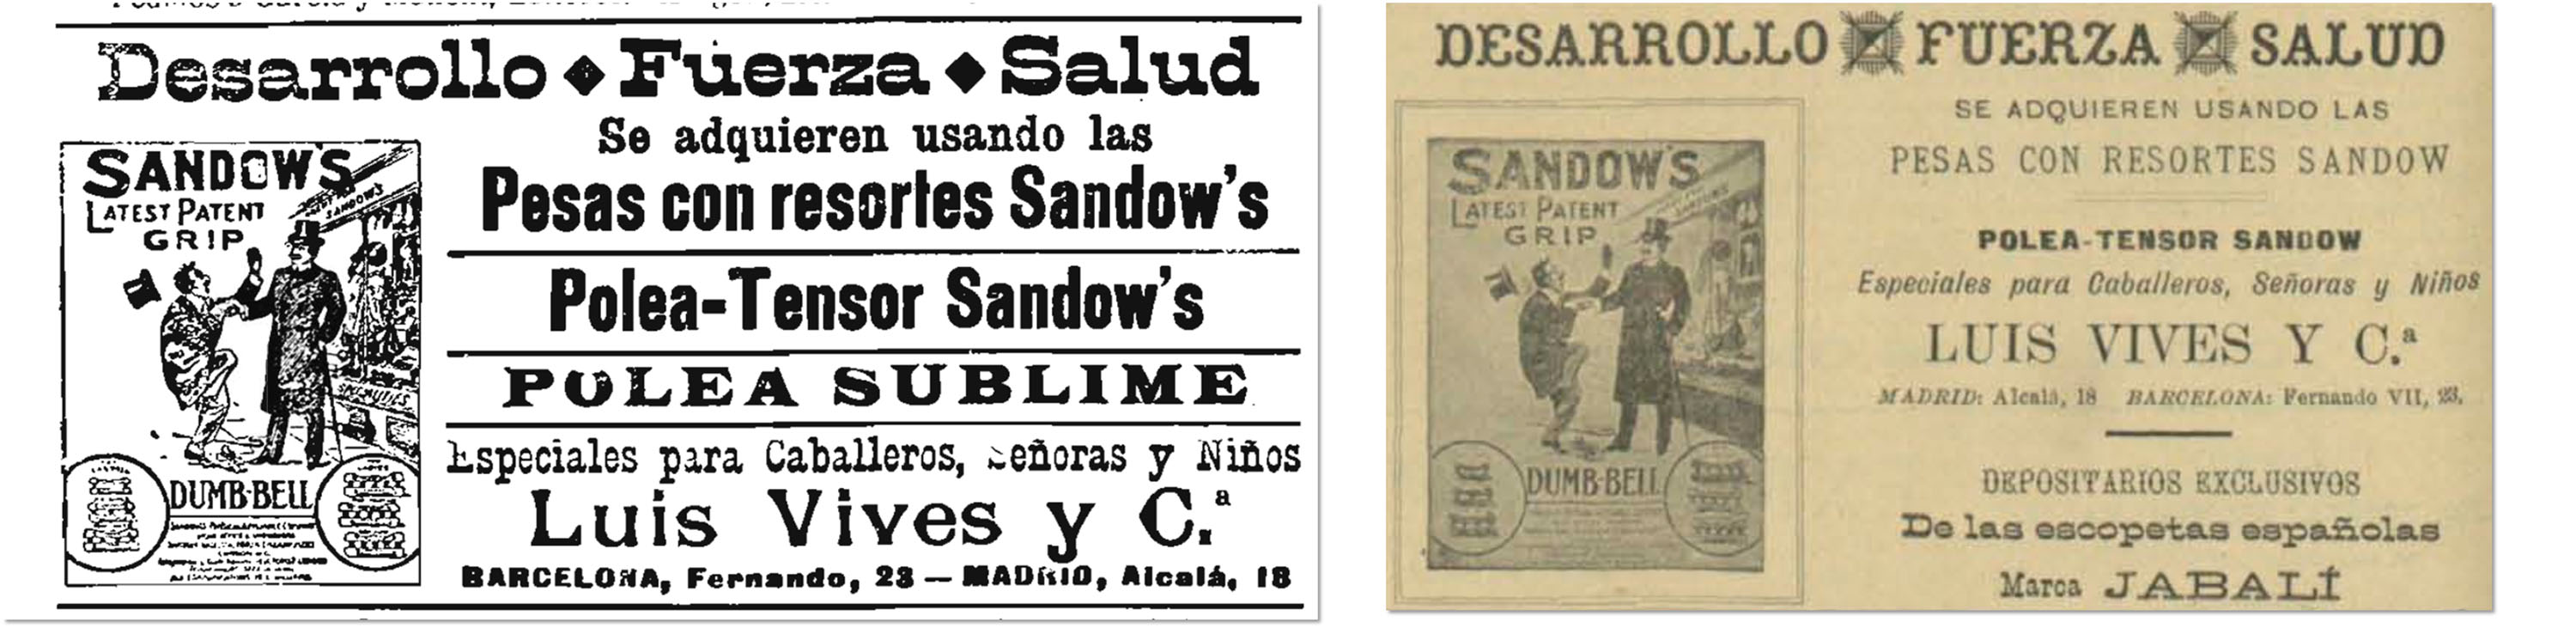 Desarrollo ◆ Fuerza ◆ Salud
SANDOW'S
LATEST PATENT
GRIP
SANDOW'S
DUMB-BELL
Se adquieren usando las
Pesas con resortes Sandow's
Polea-Tensor Sandow's
POLEA SUBLIME
Especiales para Caballeros, Señoras y Niños
Luis Vives y C.ª
BARCELONA, Fernando, 23 — MADRID, Alcalá, 18
DESARROLLO FUERZA SALUD
SANDOW'S
LATEST PATENT
GRIP
DUMB-BELL
SE ADQUIEREN USANDO LAS
PESAS CON RESORTES SANDOW
POLEA-TENSOR SANDOW
Especiales para Caballeros, Señoras y Niños
LUIS VIVES Y C.ª
MADRID: Alcalá, 18 BARCELONA: Fernando VII, 23.
DEPOSITARIOS EXCLUSIVOS
De las escopetas españolas
Marca JABALÍ